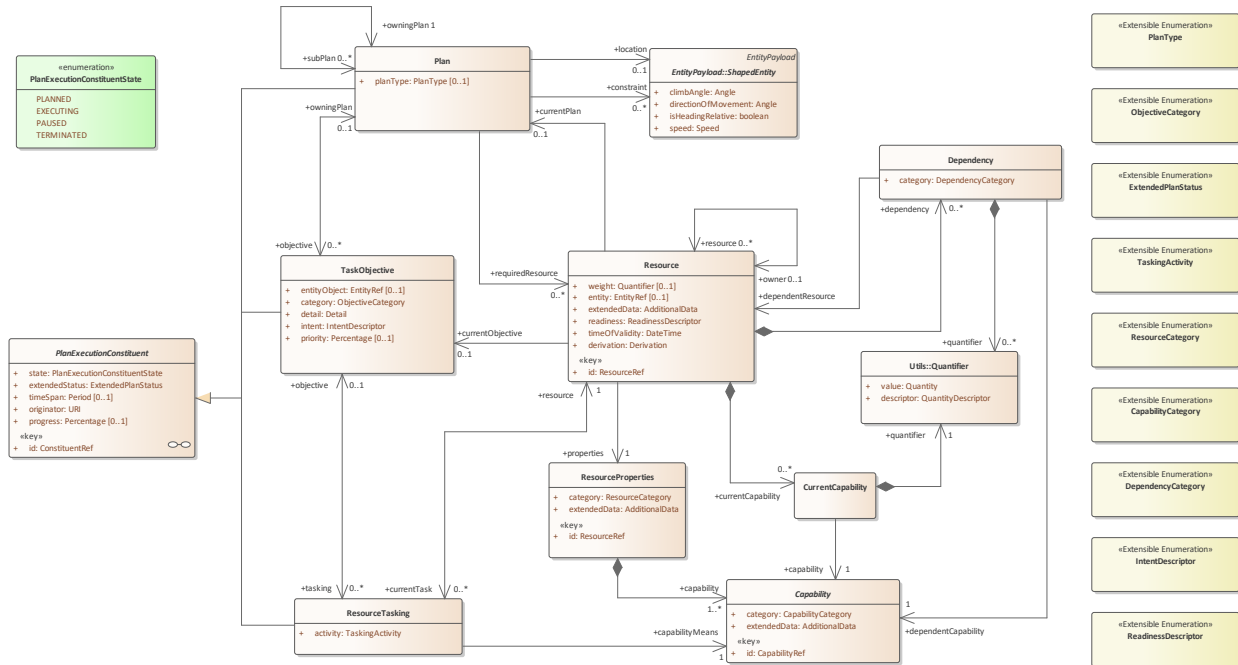 +owningPlan 1
+subPlan 0..*
«enumeration»
PlanExecutionConstituentState
PLANNED
EXECUTING
PAUSED
TERMINATED
Plan
+ planType: PlanType [0..1]
+location
0..1
+constraint
0..*
EntityPayload
EntityPayload::ShapedEntity
+ climbAngle: Angle
+ directionOfMovement: Angle
+ isHeadingRelative: boolean
+ speed: Speed
+owningPlan
0..1
+currentPlan
0..1
Dependency
+ category: DependencyCategory
+dependency
0..*
+objective
0..*
TaskObjective
+ entityObject: EntityRef [0..1]
+ category: ObjectiveCategory
+ detail: Detail
+ intent: IntentDescriptor
+ priority: Percentage [0..1]
+requiredResource
0..*
+resource 0..*
+owner 0..1
+dependentResource
Resource
+ weight: Quantifier [0..1]
+ entity: EntityRef [0..1]
+ extendedData: AdditionalData
+ readiness: ReadinessDescriptor
+ timeOfValidity: DateTime
+ derivation: Derivation
«key»
+ id: ResourceRef
+currentObjective
0..1
+quantifier
0..*
Utils::Quantifier
+ value: Quantity
+ descriptor: QuantityDescriptor
+quantifier
1
PlanExecutionConstituent
+ state: PlanExecutionConstituentState
+ extendedStatus: ExtendedPlanStatus
+ timeSpan: Period [0..1]
+ originator: URI
+ progress: Percentage [0..1]
«key»
+ id: ConstituentRef
+objective
0..1
+resource
1
+properties
1
ResourceProperties
+ category: ResourceCategory
+ extendedData: AdditionalData
«key»
+ id: ResourceRef
0..*
+currentCapability
CurrentCapability
+capability
1
+tasking
0..*
+currentTask
0..*
ResourceTasking
+ activity: TaskingActivity
+capability
1..*
+capabilityMeans
1
Capability
+ category: CapabilityCategory
+ extendedData: AdditionalData
«key»
+ id: CapabilityRef
1
+dependentCapability
«Extensible Enumeration»
PlanType
«Extensible Enumeration»
ObjectiveCategory
«Extensible Enumeration»
ExtendedPlanStatus
«Extensible Enumeration»
TaskingActivity
«Extensible Enumeration»
ResourceCategory
«Extensible Enumeration»
CapabilityCategory
«Extensible Enumeration»
DependencyCategory
«Extensible Enumeration»
IntentDescriptor
«Extensible Enumeration»
ReadinessDescriptor